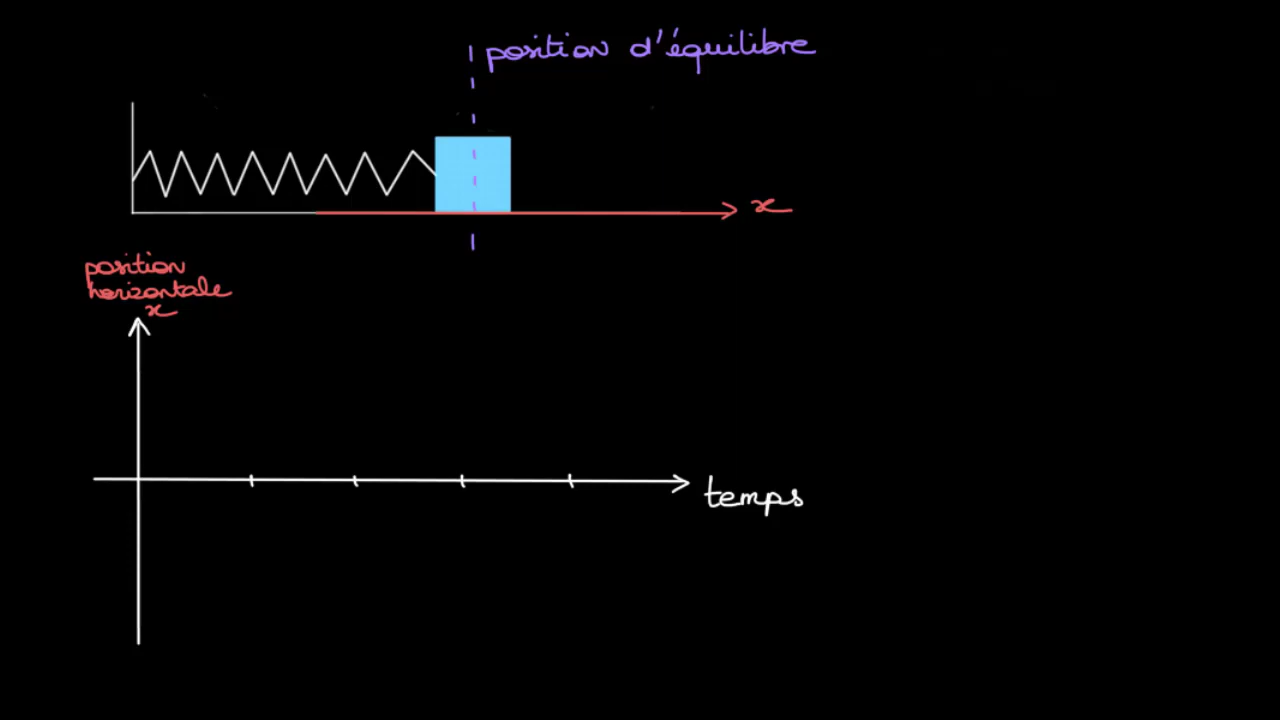 position d'équilibre
x
position
horizontale
x
temps